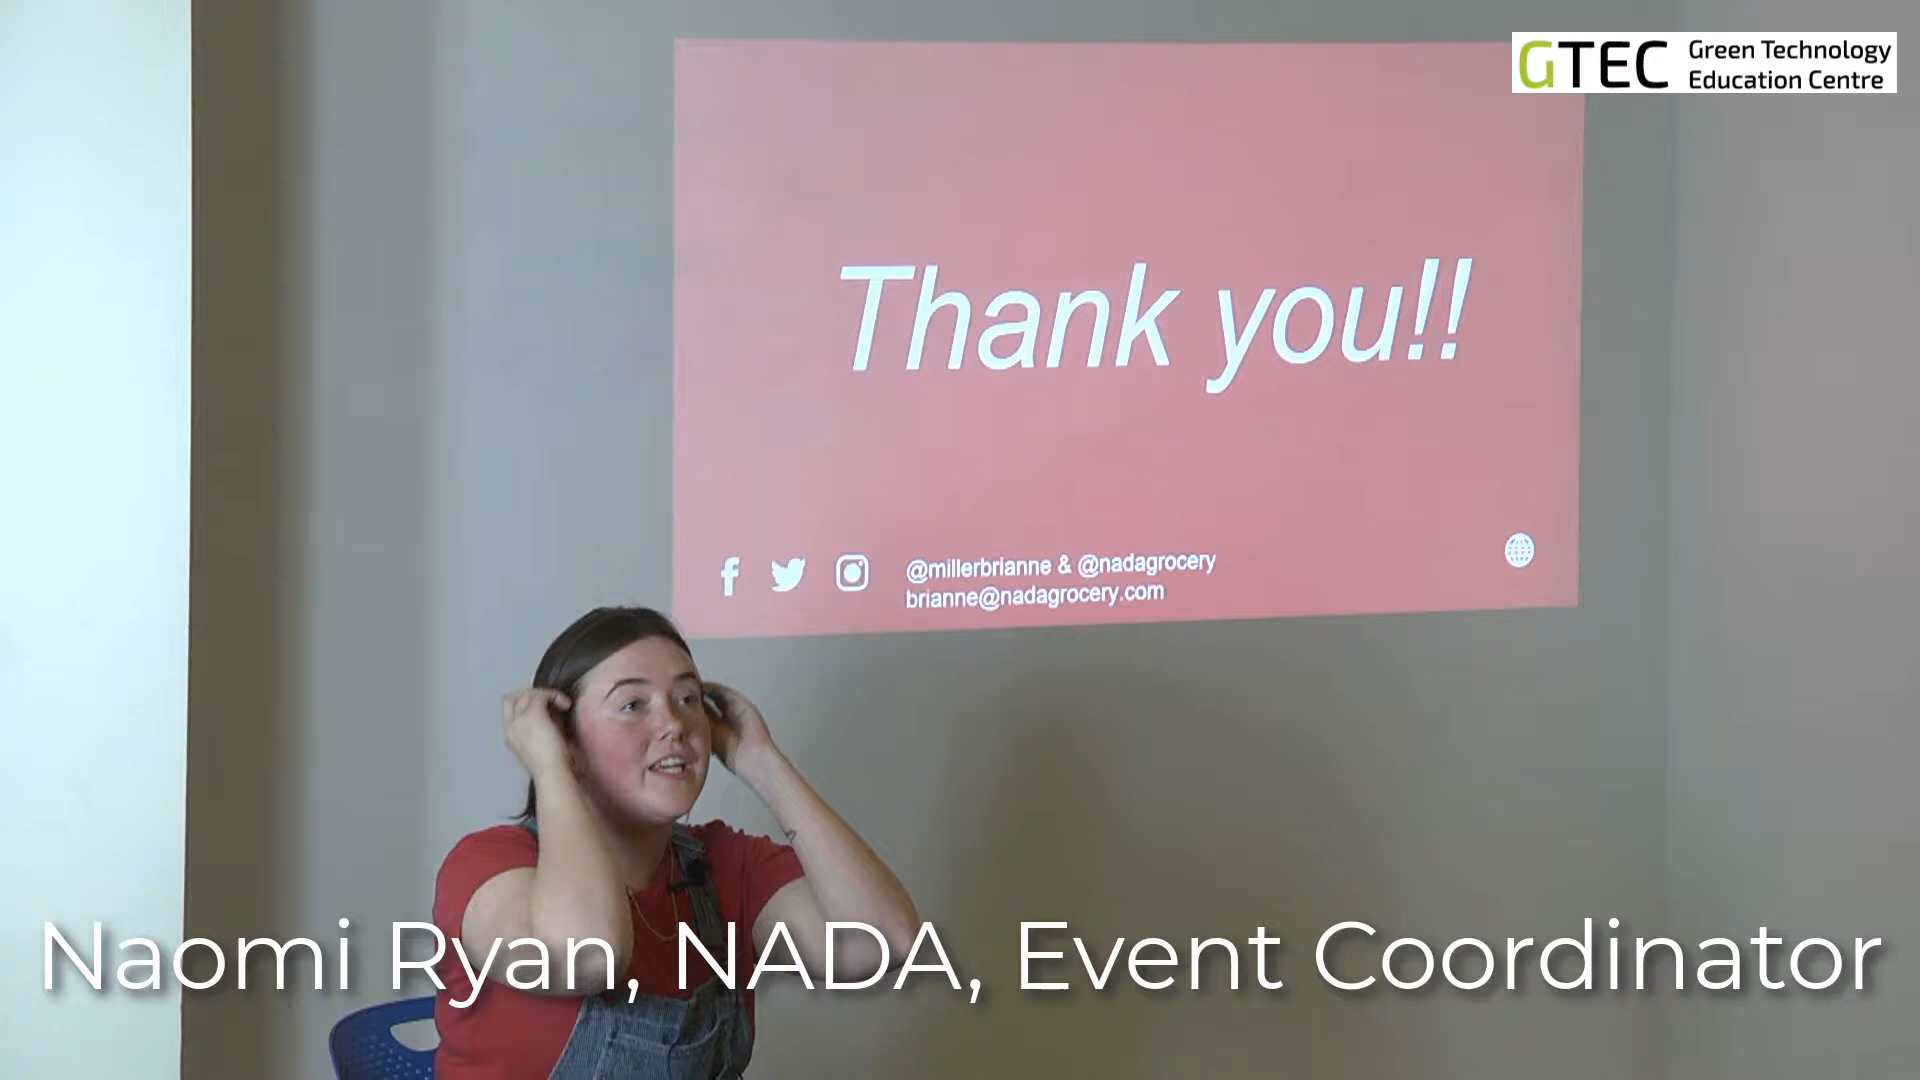 GTEC Green Technology
Education Centre
Thank you!!
@millerbrianne & @nadagrocery
brianne@nadagrocery.com
Naomi Ryan, NADA, Event Coordinator